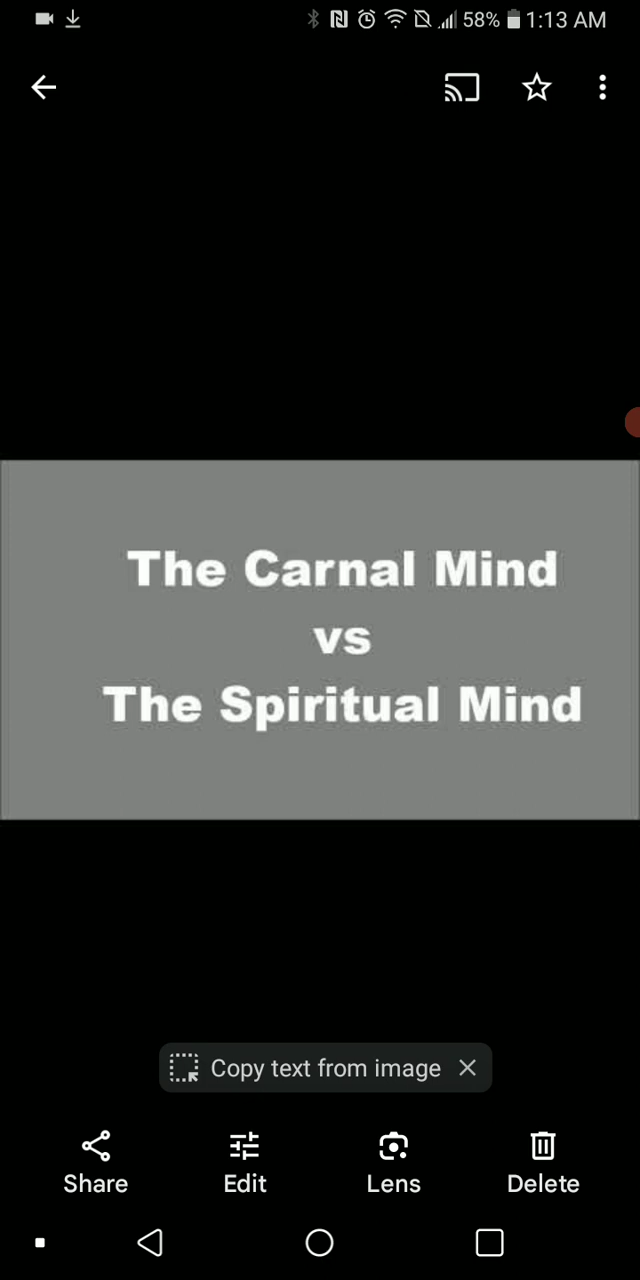 58% 1:13 AM
The Carnal Mind
vs
The Spiritual Mind
Copy text from image
Share Edit Lens Delete